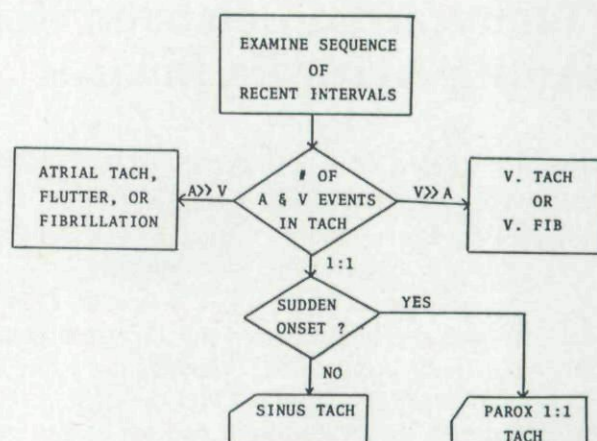 EXAMINE SEQUENCE
OF
RECENT INTERVALS
ATRIAL TACH,
FLUTTER, OR
FIBRILLATION
A>> V
# OF
A & V EVENTS
IN TACH
V>> A
V. TACH
OR
V. FIB
1:1
SUDDEN
ONSET ?
YES
NO
SINUS TACH
PAROX 1:1
TACH